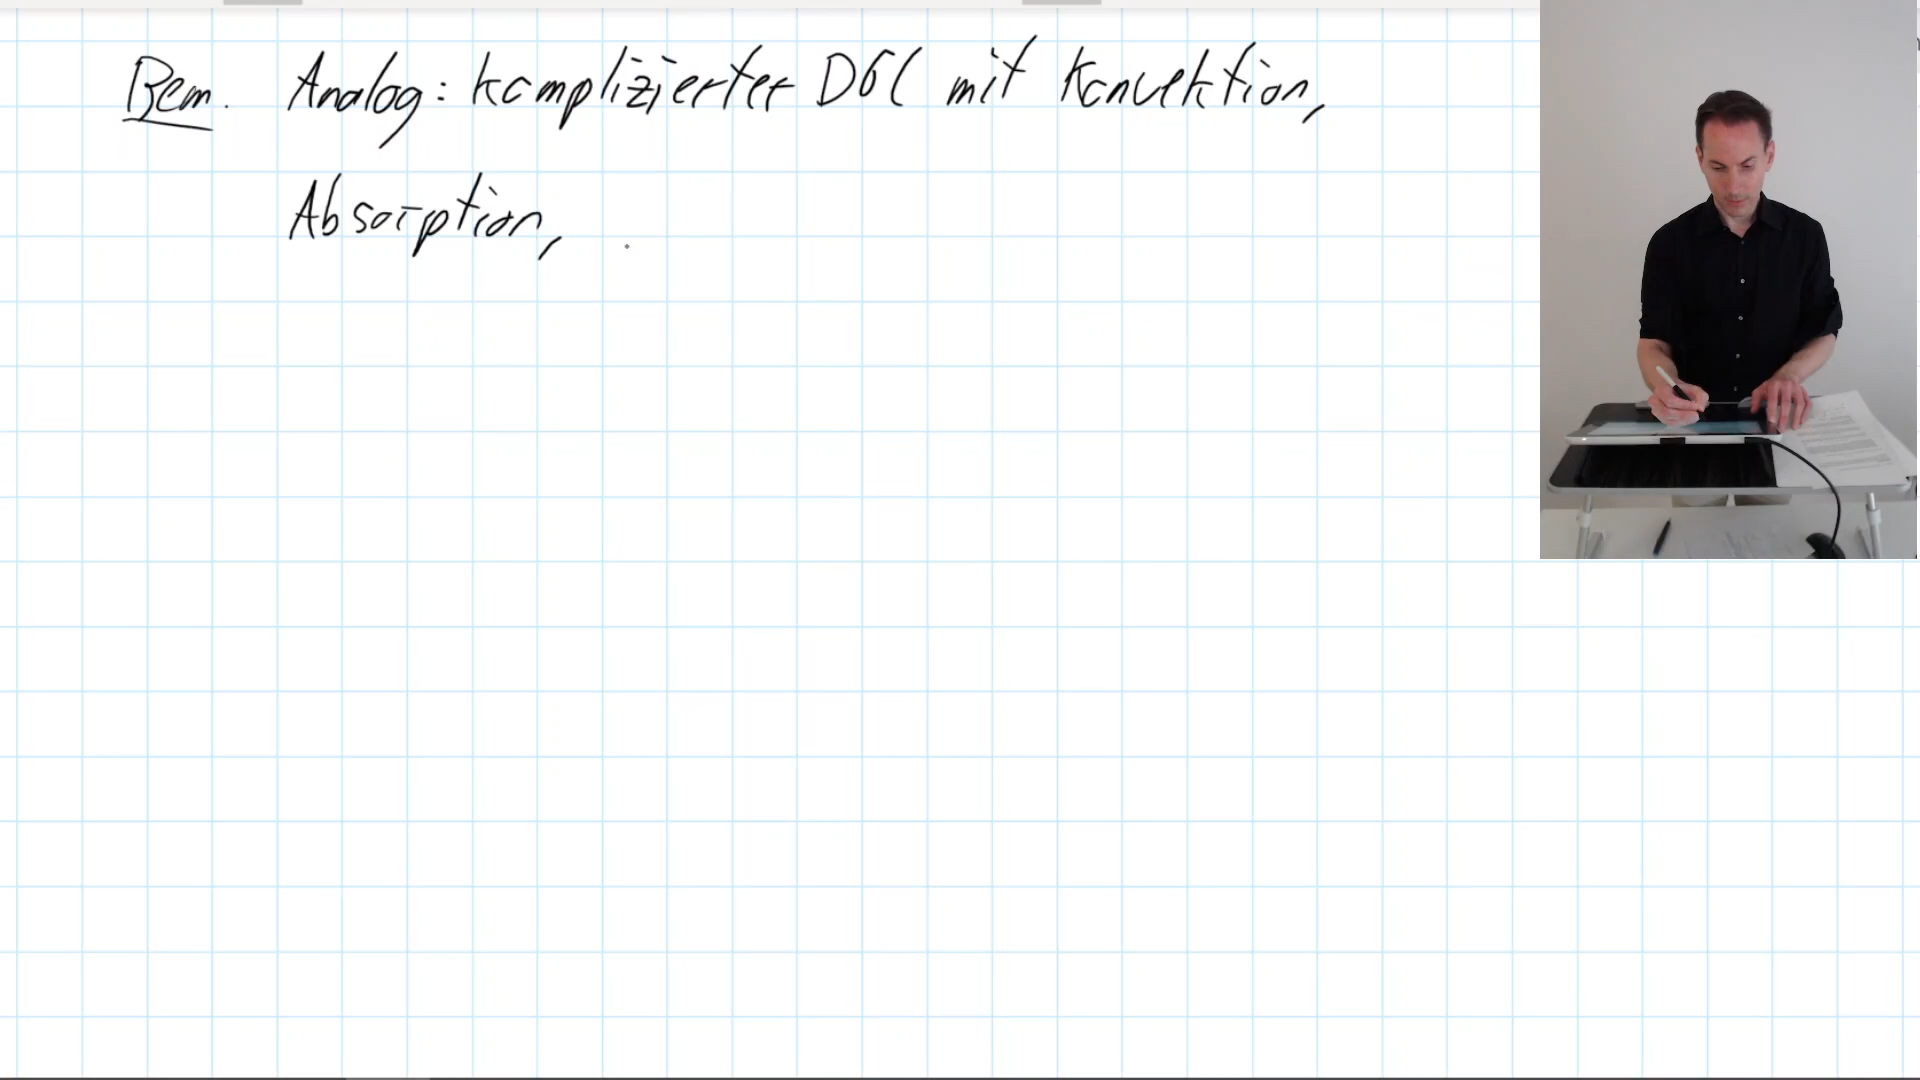 Bem. Analog: komplizierter DGl mit Konvektion,
Absorption,